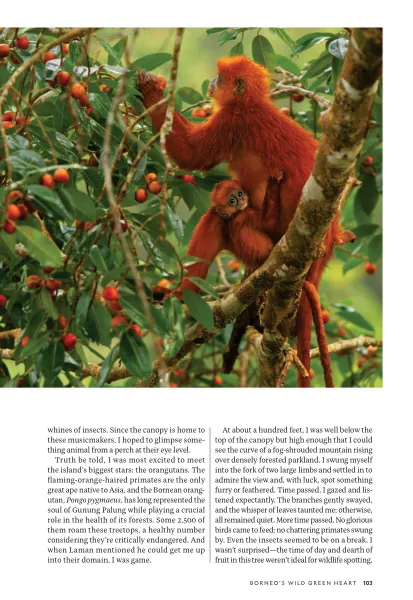 whines of insects. Since the canopy is home to
these musicmakers, I hoped to glimpse some-
thing animal from a perch at eye level.
Truth be told, I was most excited to meet
the island's biggest stars: the orangutans. The
flaming-orange-haired primates are the only
great ape native to Asia, and the Bornean orang-
utan, Pongo pygmaeus, has long represented the
soul of Gunung Palung while playing a crucial
role in the health of its forests. Some 2,500 of
them roam these treetops, a healthy number
considering they're critically endangered. And
when Laman mentioned he could get me up
into their domain, I was game.
At about a hundred feet, I was well below the
top of the canopy but high enough that I could
see the curve of a fog-shrouded mountain rising
over densely forested parkland. I swung myself
into the fork of two large limbs and settled in to
admire the view and, with luck, spot something
furry or feathered. Time passed. I gazed and lis-
tened expectantly. The branches gently swayed,
and the whisper of leaves taunted me; otherwise,
all remained quiet. More time passed. No glorious
birds came to feed; no chattering primates swung
by. Even the insects seemed to be on a break. I
wasn't surprised—the time of day and dearth of
fruit in this tree weren't ideal for wildlife spotting.
BORNEO'S WILD GREEN HEART 103